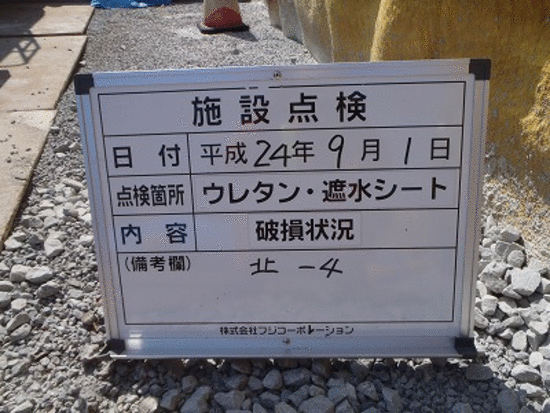 施設点検
日付 平成24年9月1日
点検箇所 ウレタン・遮水シート
内容 破損状況
(備考欄) 北-4
株式会社フジコーポレーション